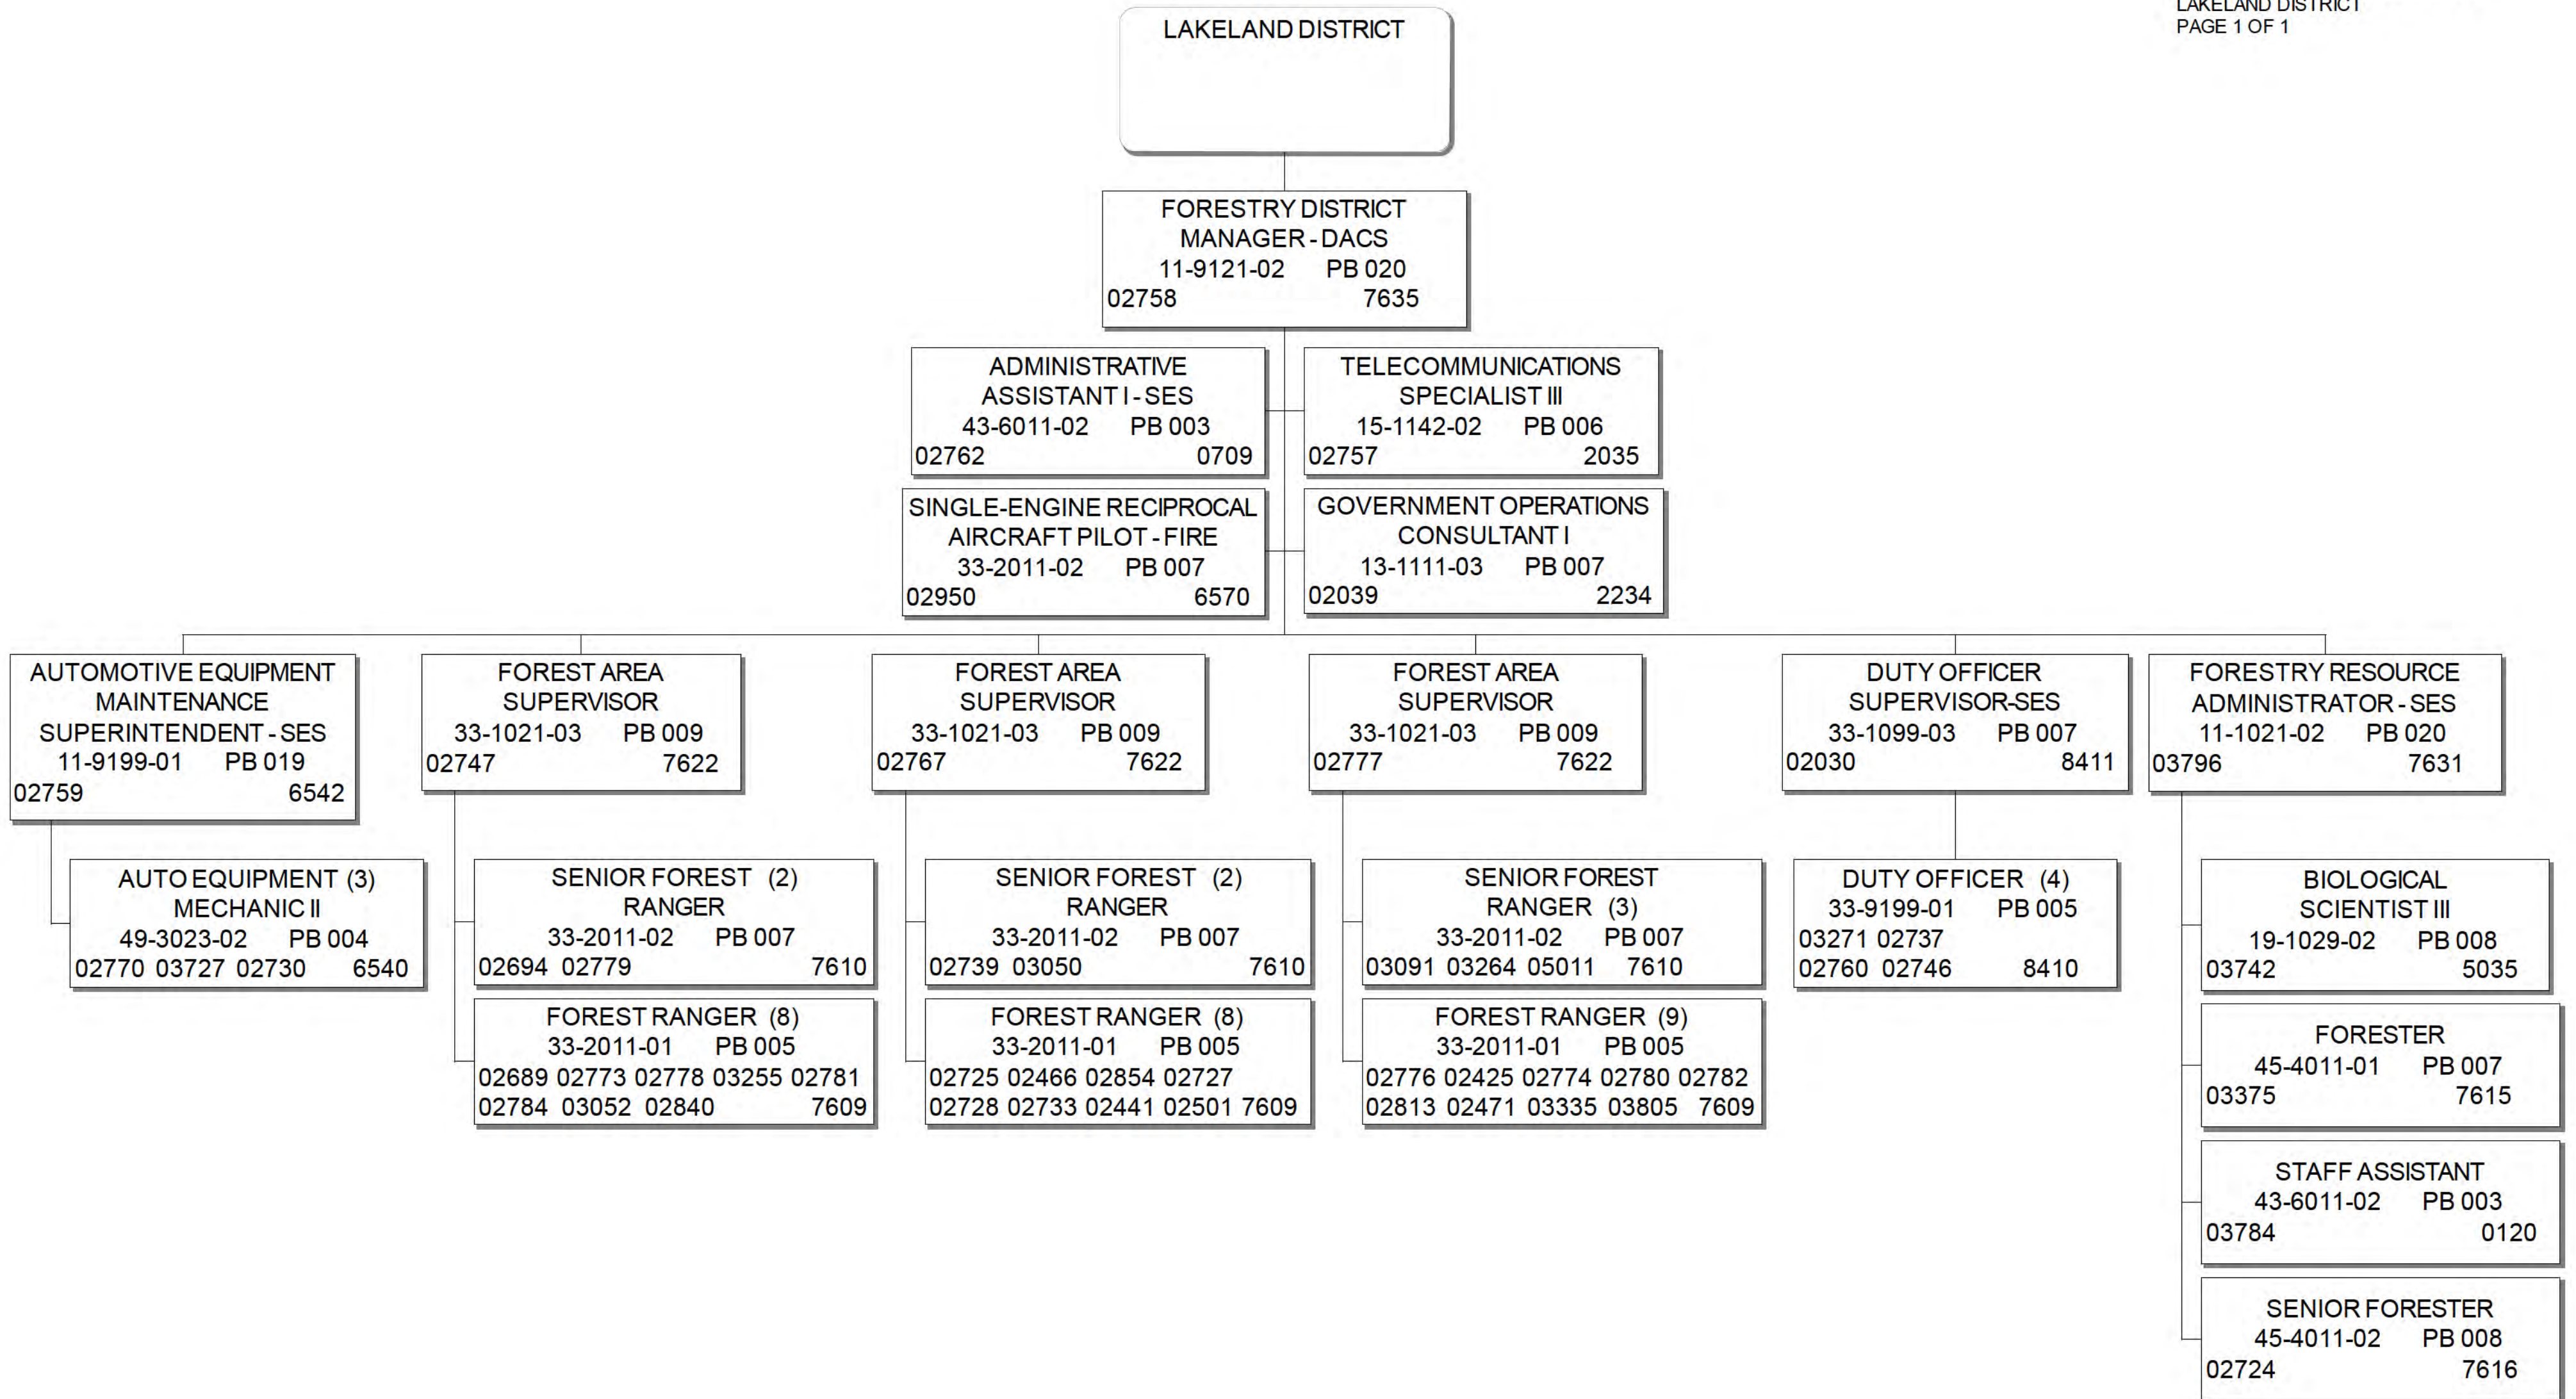 LAKELAND DISTRICT
PAGE 1 OF 1
LAKELAND DISTRICT
FORESTRY DISTRICT
MANAGER - DACS
11-9121-02 PB 020
02758 7635
ADMINISTRATIVE
ASSISTANT I - SES
43-6011-02 PB 003
02762 0709
TELECOMMUNICATIONS
SPECIALIST III
15-1142-02 PB 006
02757 2035
SINGLE-ENGINE RECIPROCAL
AIRCRAFT PILOT - FIRE
33-2011-02 PB 007
02950 6570
GOVERNMENT OPERATIONS
CONSULTANT I
13-1111-03 PB 007
02039 2234
AUTOMOTIVE EQUIPMENT
MAINTENANCE
SUPERINTENDENT - SES
11-9199-01 PB 019
02759 6542
FOREST AREA
SUPERVISOR
33-1021-03 PB 009
02747 7622
FOREST AREA
SUPERVISOR
33-1021-03 PB 009
02767 7622
FOREST AREA
SUPERVISOR
33-1021-03 PB 009
02777 7622
DUTY OFFICER
SUPERVISOR-SES
33-1099-03 PB 007
02030 8411
FORESTRY RESOURCE
ADMINISTRATOR - SES
11-1021-02 PB 020
03796 7631
AUTO EQUIPMENT (3)
MECHANIC II
49-3023-02 PB 004
02770 03727 02730 6540
SENIOR FOREST (2)
RANGER
33-2011-02 PB 007
02694 02779 7610
FOREST RANGER (8)
33-2011-01 PB 005
02689 02773 02778 03255 02781
02784 03052 02840 7609
SENIOR FOREST (2)
RANGER
33-2011-02 PB 007
02739 03050 7610
FOREST RANGER (8)
33-2011-01 PB 005
02725 02466 02854 02727
02728 02733 02441 02501 7609
SENIOR FOREST
RANGER (3)
33-2011-02 PB 007
03091 03264 05011 7610
FOREST RANGER (9)
33-2011-01 PB 005
02776 02425 02774 02780 02782
02813 02471 03335 03805 7609
DUTY OFFICER (4)
33-9199-01 PB 005
03271 02737
02760 02746 8410
BIOLOGICAL
SCIENTIST III
19-1029-02 PB 008
03742 5035
FORESTER
45-4011-01 PB 007
03375 7615
STAFF ASSISTANT
43-6011-02 PB 003
03784 0120
SENIOR FORESTER
45-4011-02 PB 008
02724 7616